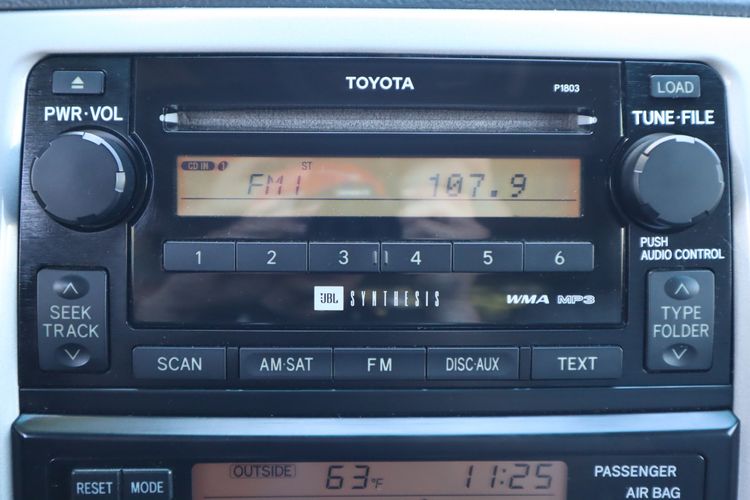 TOYOTA
P1803
LOAD
PWR·VOL
TUNE·FILE
CD IN 1
ST
FM1 107.9
PUSH
AUDIO CONTROL
1 2 3 4 5 6
SEEK
TRACK
JBL SYNTHESIS
WMA MP3
TYPE
FOLDER
SCAN AM·SAT FM DISC·AUX TEXT
RESET MODE
OUTSIDE 63°F 11:25
PASSENGER
AIR BAG